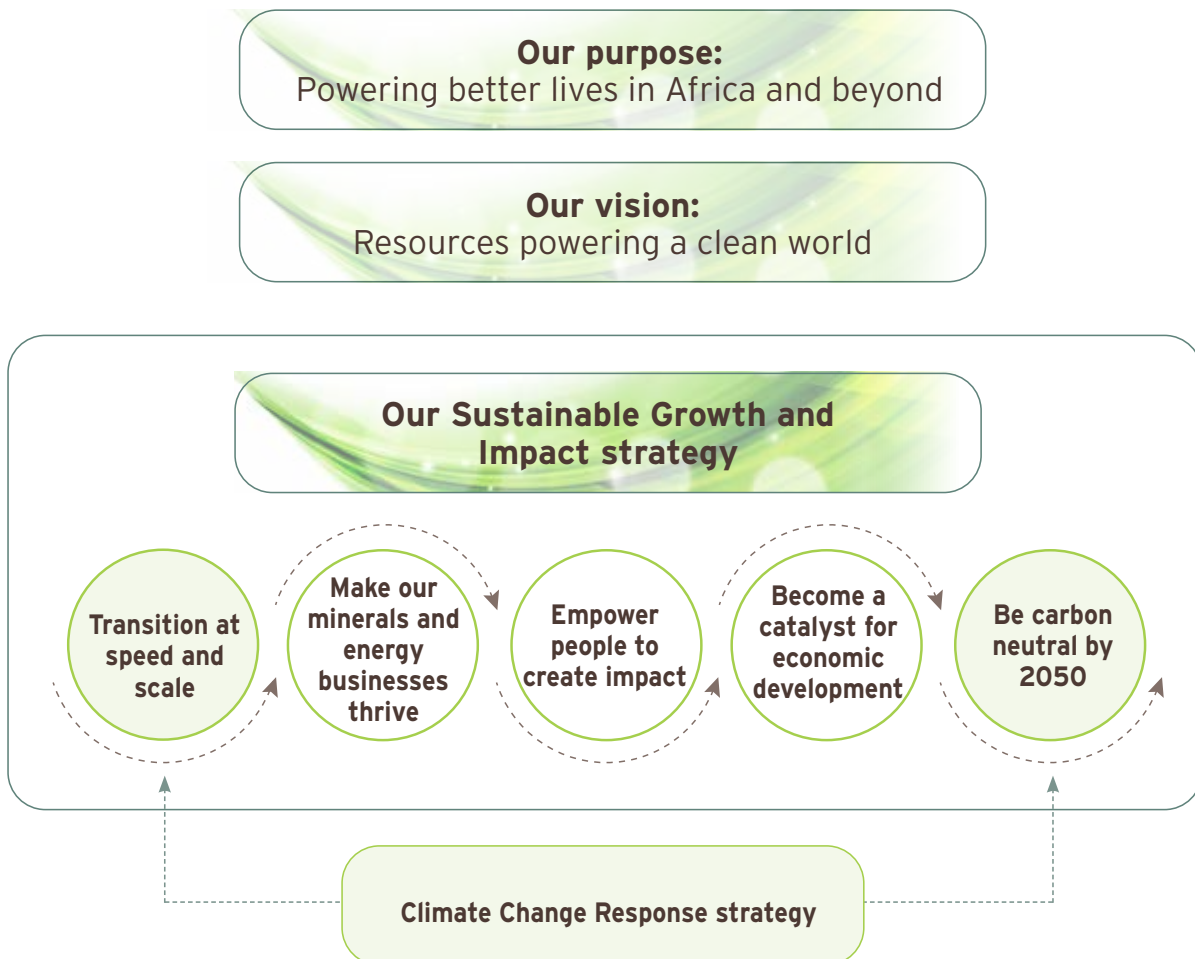 Our purpose:
Powering better lives in Africa and beyond
Our vision:
Resources powering a clean world
Our Sustainable Growth and
Impact strategy
Transition at
speed and
scale
Make our
minerals and
energy
businesses
thrive
Empower
people to
create impact
Become a
catalyst for
economic
development
Be carbon
neutral by
2050
Climate Change Response strategy